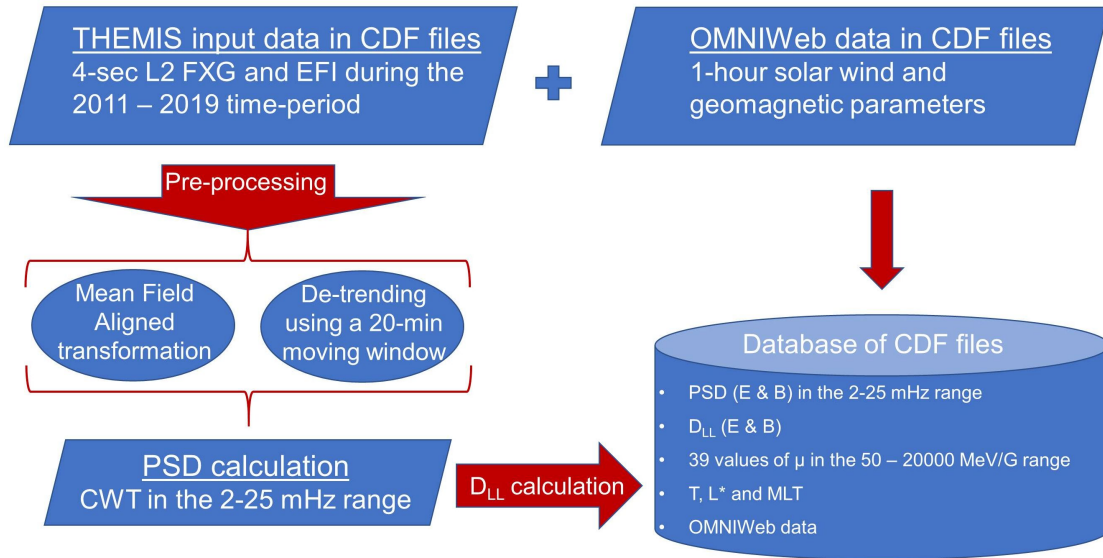 THEMIS input data in CDF files
4-sec L2 FXG and EFI during the
2011 – 2019 time-period
OMNIWeb data in CDF files
1-hour solar wind and
geomagnetic parameters
Pre-processing
Mean Field
Aligned
transformation
De-trending
using a 20-min
moving window
PSD calculation
CWT in the 2-25 mHz range
D_LL calculation
Database of CDF files
• PSD (E & B) in the 2-25 mHz range
• D_LL (E & B)
• 39 values of µ in the 50 – 20000 MeV/G range
• T, L* and MLT
• OMNIWeb data